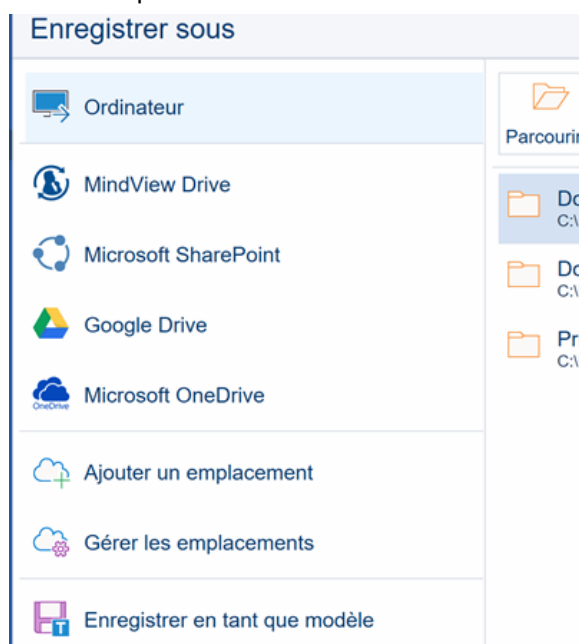 Enregistrer sous
Ordinateur
MindView Drive
Microsoft SharePoint
Google Drive
OneDrive
Microsoft OneDrive
Ajouter un emplacement
Gérer les emplacements
Enregistrer en tant que modèle
Parcourir
C:\
C:\
C:\